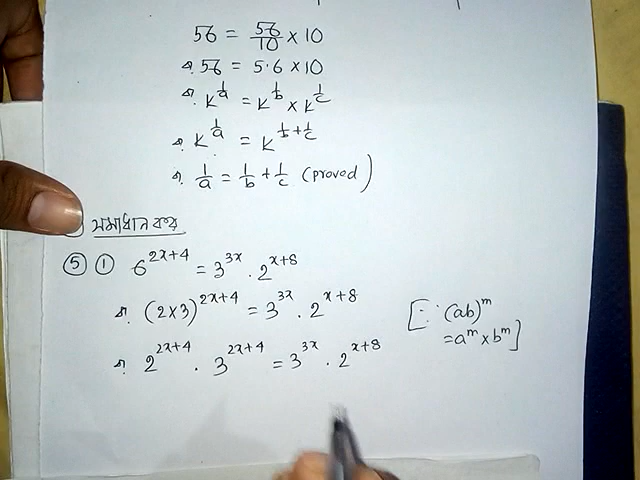 56 = 56/10 × 10
বা, 56 = 5.6 × 10
বা, k^(1/a) = k^(1/b) × k^(1/c)
বা, k^(1/a) = k^(1/b + 1/c)
বা, 1/a = 1/b + 1/c (proved)
সমাধান কর
⑤ ① 6^(2x+4) = 3^(3x) . 2^(x+8)
বা, (2×3)^(2x+4) = 3^(3x) . 2^(x+8) [∵ (ab)^m
= a^m × b^m]
বা, 2^(2x+4) . 3^(2x+4) = 3^(3x) . 2^(x+8)